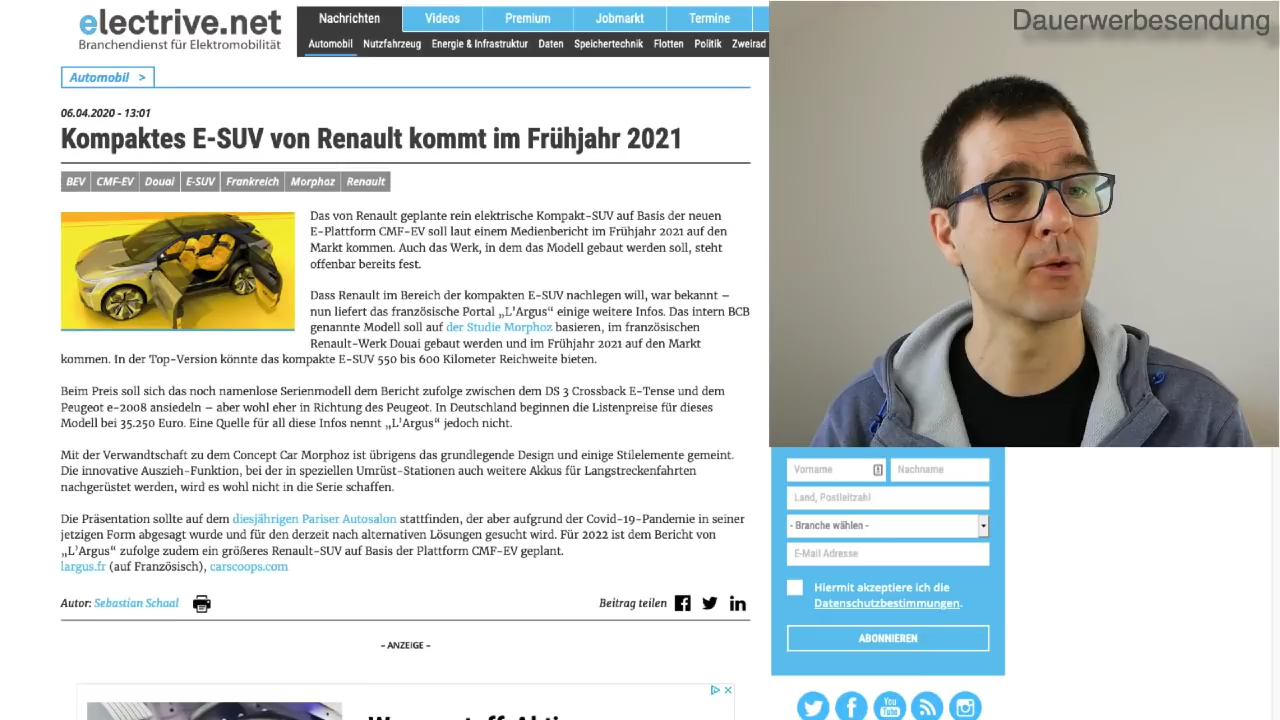 electrive.net
Branchendienst für Elektromobilität
Nachrichten Videos Premium Jobmarkt Termine
Automobil Nutzfahrzeug Energie & Infrastruktur Daten Speichertechnik Flotten Politik Zweirad
Dauerwerbesendung
Automobil >
06.04.2020 - 13:01
Kompaktes E-SUV von Renault kommt im Frühjahr 2021
BEV CMF-EV Douai E-SUV Frankreich Morphoz Renault
Das von Renault geplante rein elektrische Kompakt-SUV auf Basis der neuen
E-Plattform CMF-EV soll laut einem Medienbericht im Frühjahr 2021 auf den
Markt kommen. Auch das Werk, in dem das Modell gebaut werden soll, steht
offenbar bereits fest.
Dass Renault im Bereich der kompakten E-SUV nachlegen will, war bekannt –
nun liefert das französische Portal „L'Argus“ einige weitere Infos. Das intern BCB
genannte Modell soll auf der Studie Morphoz basieren, im französischen
Renault-Werk Douai gebaut werden und im Frühjahr 2021 auf den Markt
kommen. In der Top-Version könnte das kompakte E-SUV 550 bis 600 Kilometer Reichweite bieten.
Beim Preis soll sich das noch namenlose Serienmodell dem Bericht zufolge zwischen dem DS 3 Crossback E-Tense und dem
Peugeot e-2008 ansiedeln – aber wohl eher in Richtung des Peugeot. In Deutschland beginnen die Listenpreise für dieses
Modell bei 35.250 Euro. Eine Quelle für all diese Infos nennt „L'Argus“ jedoch nicht.
Mit der Verwandtschaft zu dem Concept Car Morphoz ist übrigens das grundlegende Design und einige Stilelemente gemeint.
Die innovative Auszieh-Funktion, bei der in speziellen Umrüst-Stationen auch weitere Akkus für Langstreckenfahrten
nachgerüstet werden, wird es wohl nicht in die Serie schaffen.
Die Präsentation sollte auf dem diesjährigen Pariser Autosalon stattfinden, der aber aufgrund der Covid-19-Pandemie in seiner
jetzigen Form abgesagt wurde und für den derzeit nach alternativen Lösungen gesucht wird. Für 2022 ist dem Bericht von
„L'Argus“ zufolge zudem ein größeres Renault-SUV auf Basis der Plattform CMF-EV geplant.
largus.fr (auf Französisch), carscoops.com
Autor: Sebastian Schaal
Beitrag teilen
– ANZEIGE –
Vorname Nachname
Land, Postleitzahl
- Branche wählen -
E-Mail Adresse
Hiermit akzeptiere ich die
Datenschutzbestimmungen.
ABONNIEREN
You
Tube